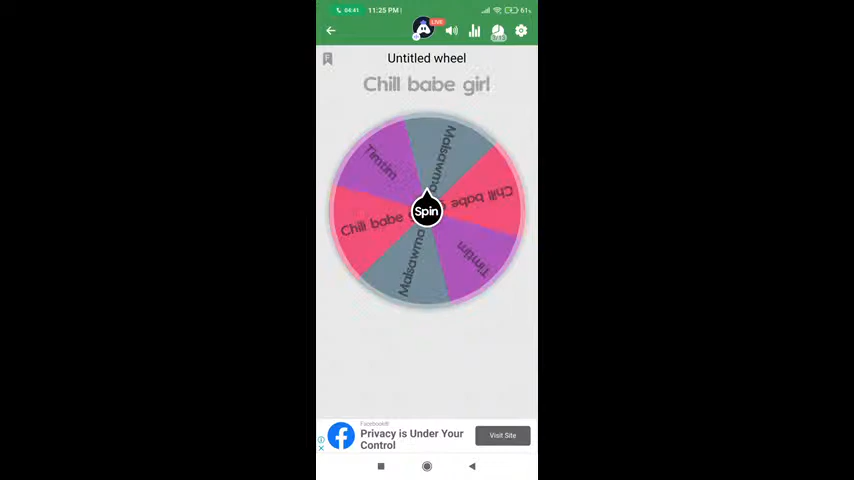 04:41 11:25 PM 61%
LIVE
Untitled wheel
Chill babe girl
Timtim
Malsawma
Chill babe
Timtim
Malsawma
Chill babe
Spin
Privacy is Under Your
Control
Visit Site